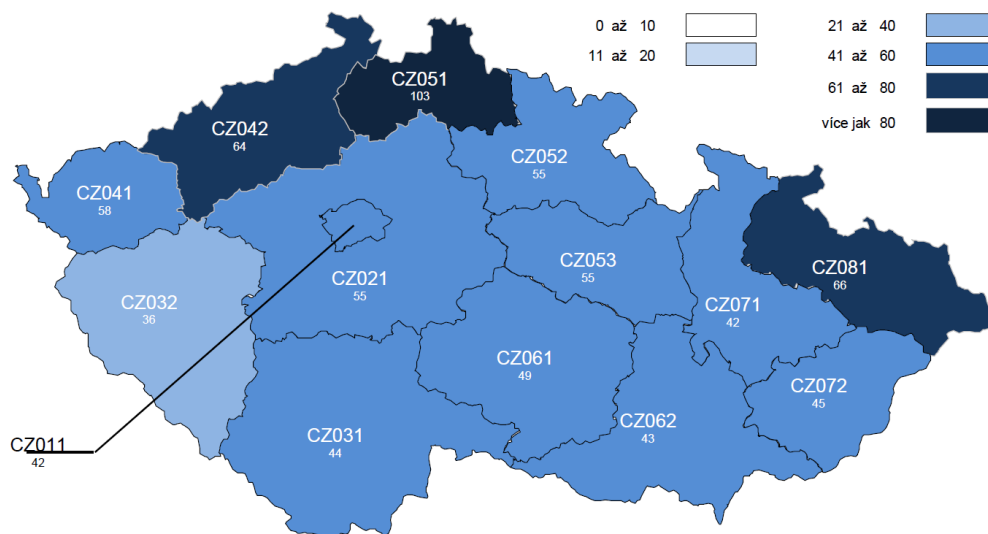 0 až 10
11 až 20
21 až 40
41 až 60
61 až 80
více jak 80
CZ051
103
CZ042
64
CZ052
55
CZ041
58
CZ053
55
CZ081
66
CZ021
55
CZ032
36
CZ071
42
CZ061
49
CZ072
45
CZ062
43
CZ031
44
CZ011
42